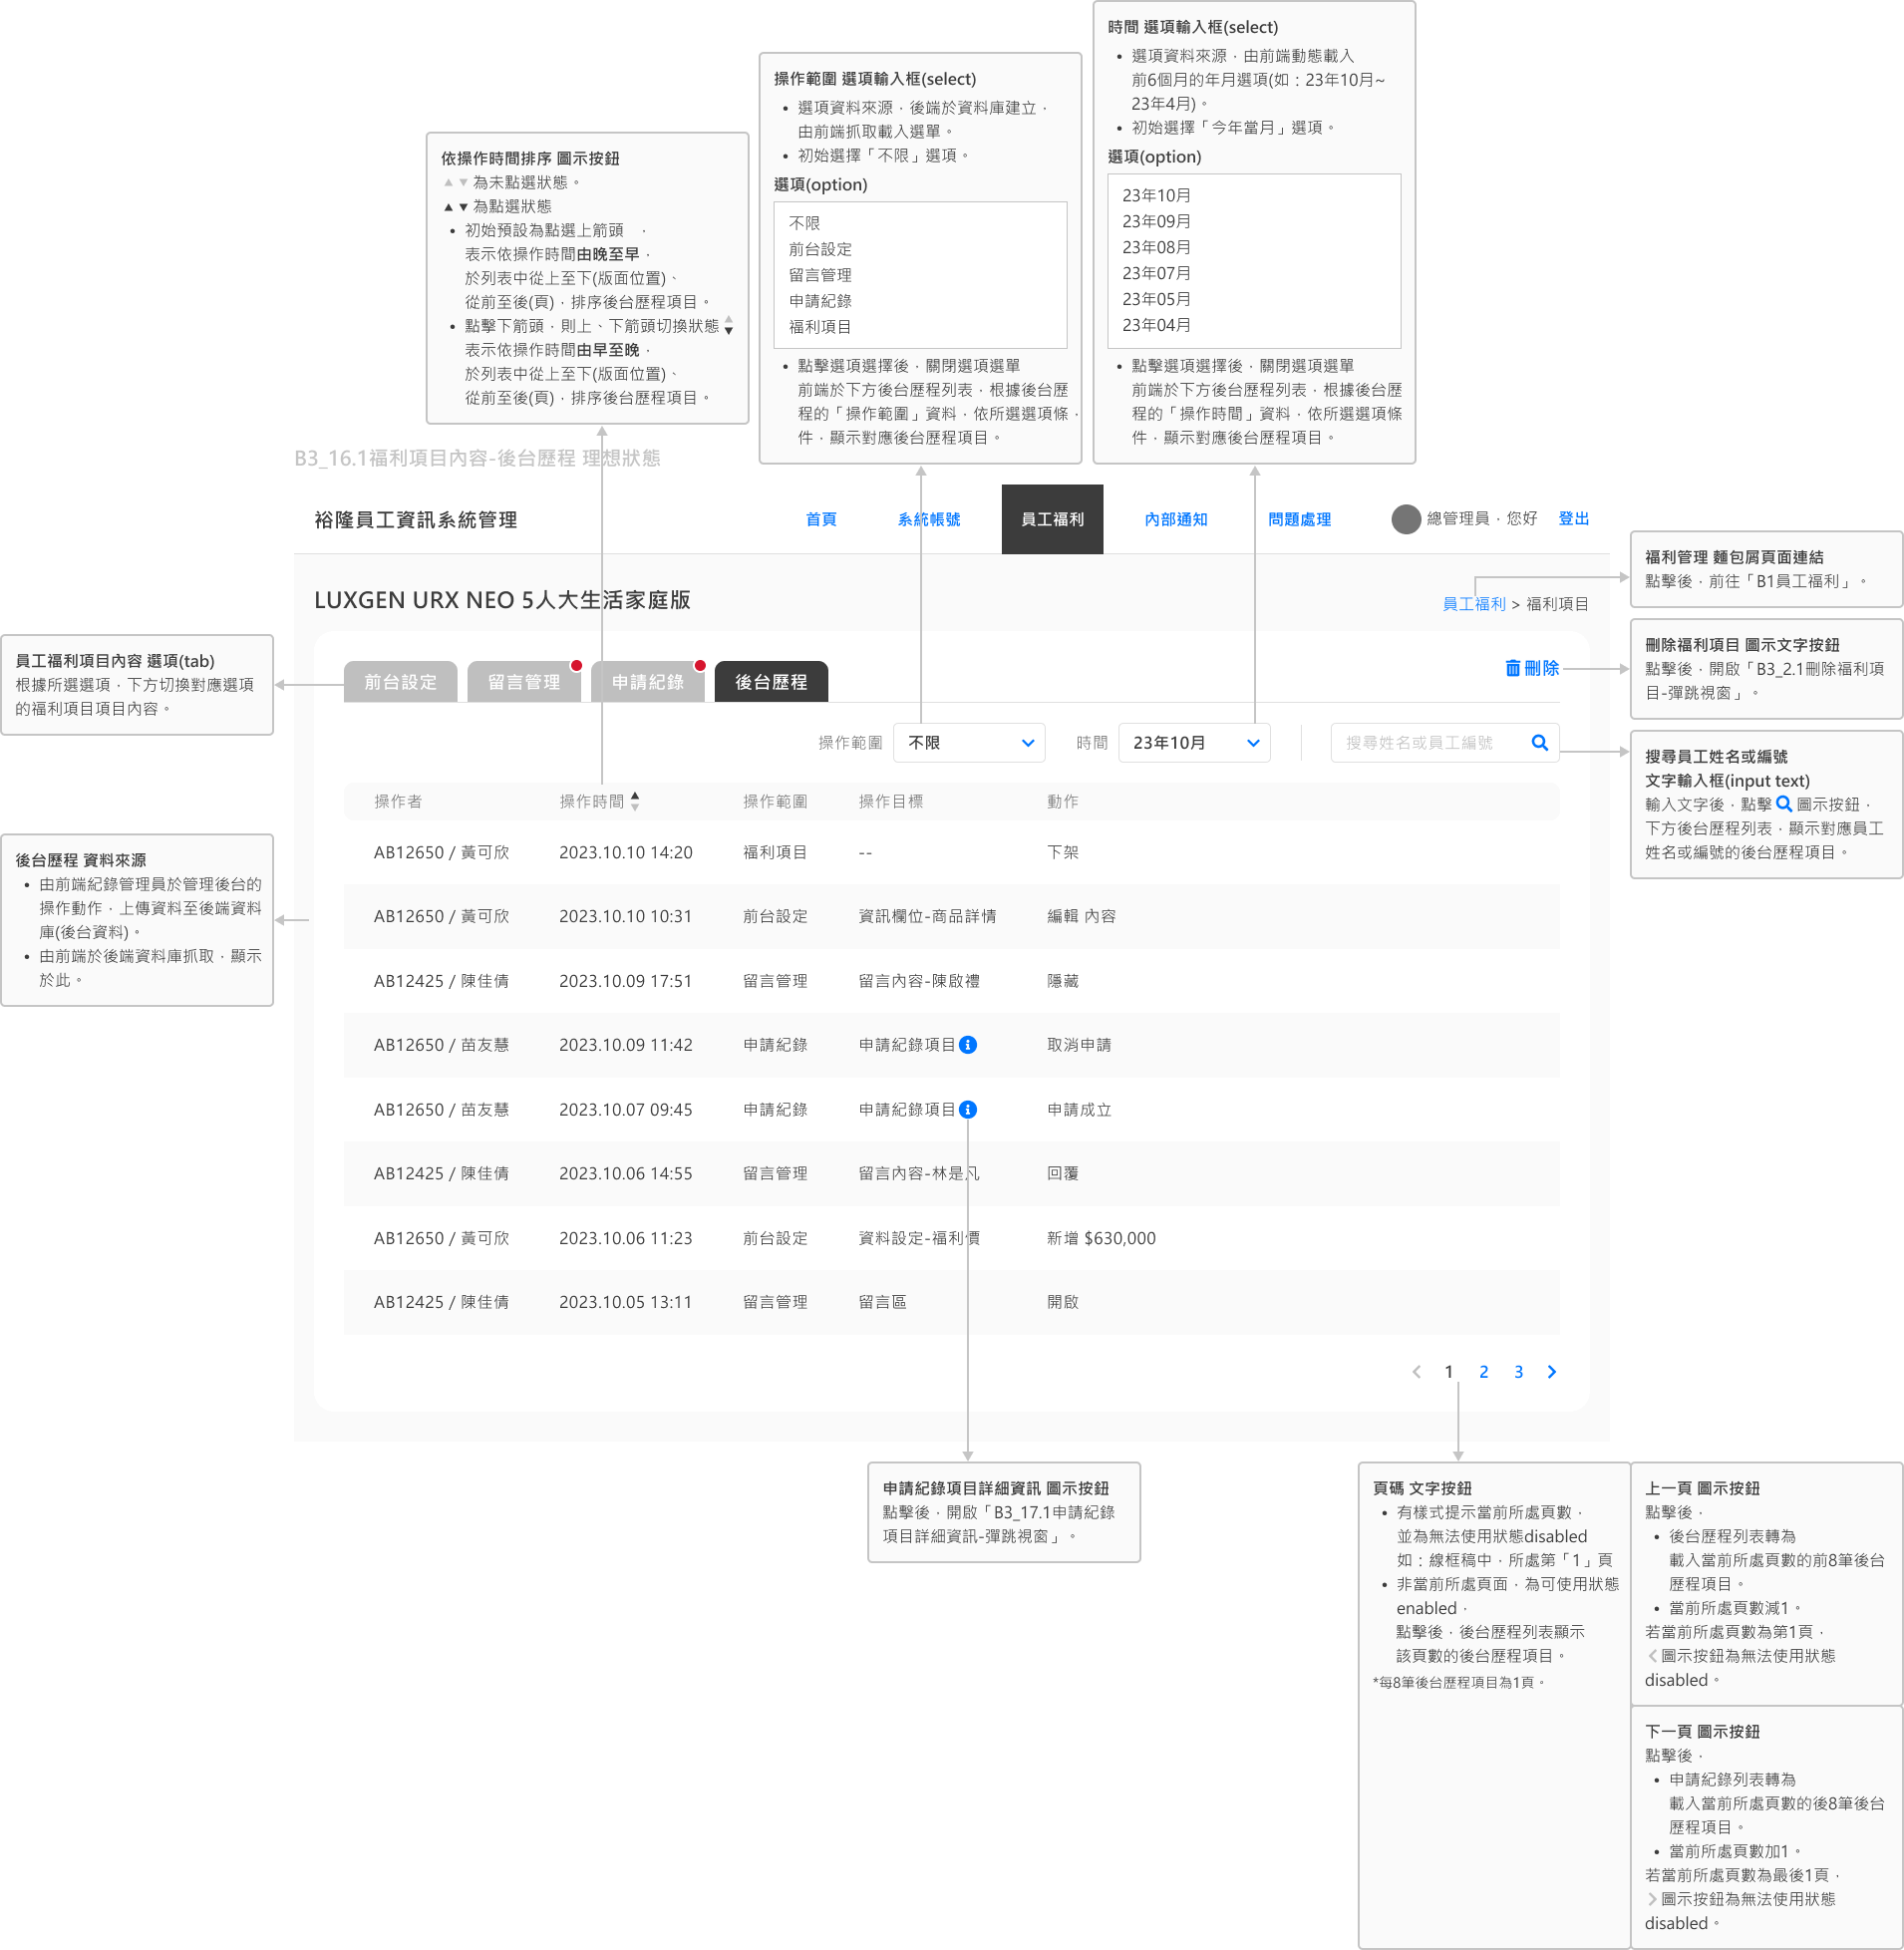 時間 選項輸入框(select)
• 選項資料來源，由前端動態載入
前6個月的年月選項(如：23年10月~
23年4月)。
• 初始選擇「今年當月」選項。
選項(option)
23年10月
23年09月
23年08月
23年07月
23年05月
23年04月
• 點擊選項選擇後，關閉選項選單
前端於下方後台歷程列表，根據後台歷
程的「操作時間」資料，依所選選項條
件，顯示對應後台歷程項目。
操作範圍 選項輸入框(select)
• 選項資料來源，後端於資料庫建立，
由前端抓取載入選單。
• 初始選擇「不限」選項。
選項(option)
不限
前台設定
留言管理
申請紀錄
福利項目
• 點擊選項選擇後，關閉選項選單
前端於下方後台歷程列表，根據後台歷
程的「操作範圍」資料，依所選選項條，
件，顯示對應後台歷程項目。
依操作時間排序 圖示按鈕
▲▼為未點選狀態。
▲▼為點選狀態
• 初始預設為點選上箭頭　，
表示依操作時間由晚至早，
於列表中從上至下(版面位置)、
從前至後(頁)，排序後台歷程項目。
• 點擊下箭頭，則上、下箭頭切換狀態
表示依操作時間由早至晚，
於列表中從上至下(版面位置)、
從前至後(頁)，排序後台歷程項目。
B3_16.1福利項目內容-後台歷程 理想狀態
裕隆員工資訊系統管理
首頁
系統帳號
員工福利
內部通知
問題處理
總管理員，您好
登出
LUXGEN URX NEO 5人大生活家庭版
員工福利 > 福利項目
福利管理 麵包屑頁面連結
點擊後，前往「B1員工福利」。
員工福利項目內容 選項(tab)
根據所選選項，下方切換對應選項
的福利項目項目內容。
前台設定
留言管理
申請紀錄
後台歷程
刪除
刪除福利項目 圖示文字按鈕
點擊後，開啟「B3_2.1刪除福利項
目-彈跳視窗」。
操作範圍
不限
時間
23年10月
搜尋姓名或員工編號
搜尋員工姓名或編號
文字輸入框(input text)
輸入文字後，點擊 圖示按鈕，
下方後台歷程列表，顯示對應員工
姓名或編號的後台歷程項目。
後台歷程 資料來源
• 由前端紀錄管理員於管理後台的
操作動作，上傳資料至後端資料
庫(後台資料)。
• 由前端於後端資料庫抓取，顯示
於此。
操作者 操作時間 操作範圍 操作目標 動作
AB12650 / 黃可欣 2023.10.10 14:20 福利項目 -- 下架
AB12650 / 黃可欣 2023.10.10 10:31 前台設定 資訊欄位-商品詳情 編輯 內容
AB12425 / 陳佳倩 2023.10.09 17:51 留言管理 留言內容-陳啟禮 隱藏
AB12650 / 苗友慧 2023.10.09 11:42 申請紀錄 申請紀錄項目 取消申請
AB12650 / 苗友慧 2023.10.07 09:45 申請紀錄 申請紀錄項目 申請成立
AB12425 / 陳佳倩 2023.10.06 14:55 留言管理 留言內容-林是凡 回覆
AB12650 / 黃可欣 2023.10.06 11:23 前台設定 資料設定-福利價 新增 $630,000
AB12425 / 陳佳倩 2023.10.05 13:11 留言管理 留言區 開啟
1 2 3
申請紀錄項目詳細資訊 圖示按鈕
點擊後，開啟「B3_17.1申請紀錄
項目詳細資訊-彈跳視窗」。
頁碼 文字按鈕
• 有樣式提示當前所處頁數，
並為無法使用狀態disabled
如：線框稿中，所處第「1」頁
• 非當前所處頁面，為可使用狀態
enabled，
點擊後，後台歷程列表顯示
該頁數的後台歷程項目。
*每8筆後台歷程項目為1頁。
上一頁 圖示按鈕
點擊後，
• 後台歷程列表轉為
載入當前所處頁數的前8筆後台
歷程項目。
• 當前所處頁數減1。
若當前所處頁數為第1頁，
圖示按鈕為無法使用狀態
disabled。
下一頁 圖示按鈕
點擊後，
• 申請紀錄列表轉為
載入當前所處頁數的後8筆後台
歷程項目。
• 當前所處頁數加1。
若當前所處頁數為最後1頁，
圖示按鈕為無法使用狀態
disabled。